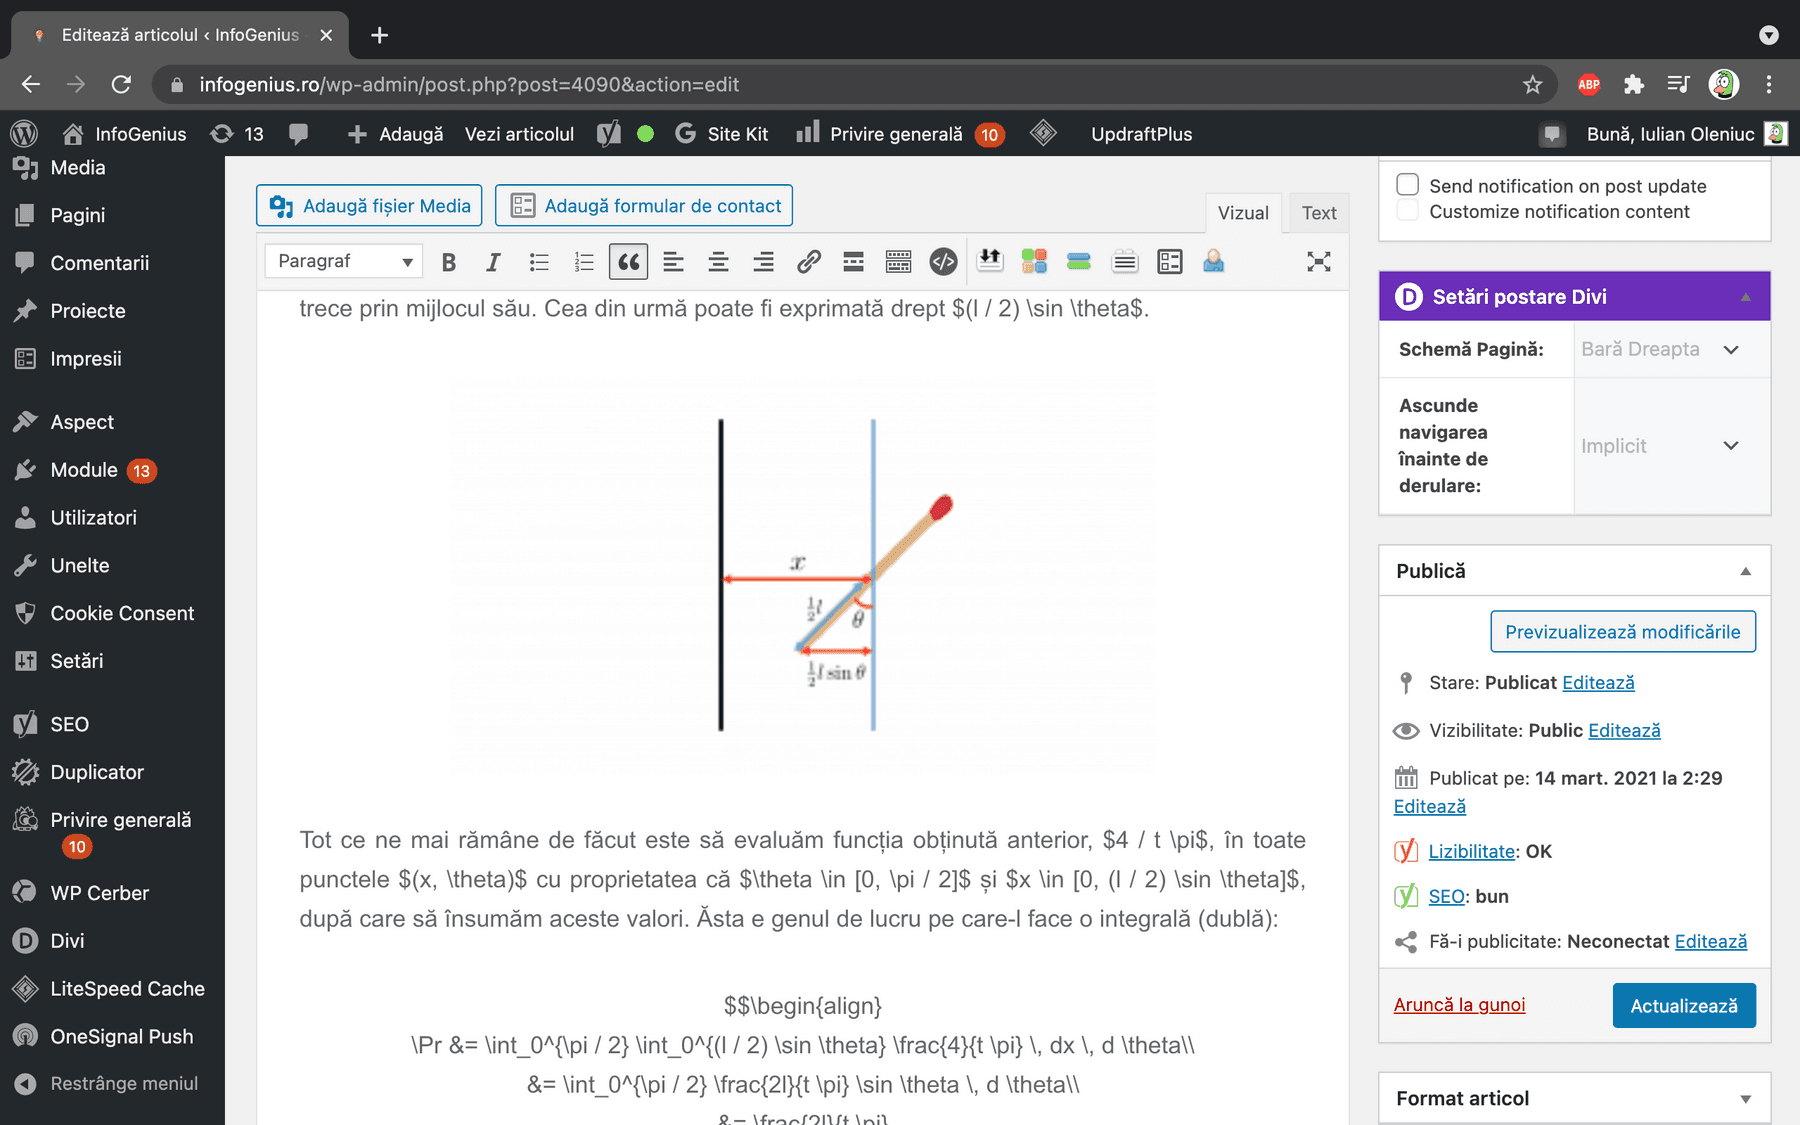 Editează articolul ‹ InfoGenius
infogenius.ro/wp-admin/post.php?post=4090&action=edit
ABP
InfoGenius
13
Adaugă
Vezi articolul
Site Kit
Privire generală
10
UpdraftPlus
Bună, Iulian Oleniuc
Media
Pagini
Comentarii
Proiecte
Impresii
Aspect
Module 13
Utilizatori
Unelte
Cookie Consent
Setări
SEO
Duplicator
Privire generală
10
WP Cerber
Divi
LiteSpeed Cache
OneSignal Push
Restrânge meniul
Adaugă fișier Media
Adaugă formular de contact
Vizual
Text
Paragraf
trece prin mijlocul său. Cea din urmă poate fi exprimată drept $(l / 2) \sin \theta$.
x
½l
θ
½l sin θ
Tot ce ne mai rămâne de făcut este să evaluăm funcția obținută anterior, $4 / t \pi$, în toate
punctele $(x, \theta)$ cu proprietatea că $\theta \in [0, \pi / 2]$ și $x \in [0, (l / 2) \sin \theta]$,
după care să însumăm aceste valori. Ăsta e genul de lucru pe care-l face o integrală (dublă):
$$\begin{align}
\Pr &= \int_0^{\pi / 2} \int_0^{(l / 2) \sin \theta} \frac{4}{t \pi} \, dx \, d \theta\\
&= \int_0^{\pi / 2} \frac{2l}{t \pi} \sin \theta \, d \theta\\
&= \frac{2l}{t \pi}
Send notification on post update
Customize notification content
Setări postare Divi
Schemă Pagină:
Bară Dreapta
Ascunde
navigarea
înainte de
derulare:
Implicit
Publică
Previzualizează modificările
Stare: Publicat Editează
Vizibilitate: Public Editează
Publicat pe: 14 mart. 2021 la 2:29
Editează
Lizibilitate: OK
SEO: bun
Fă-i publicitate: Neconectat Editează
Aruncă la gunoi
Actualizează
Format articol